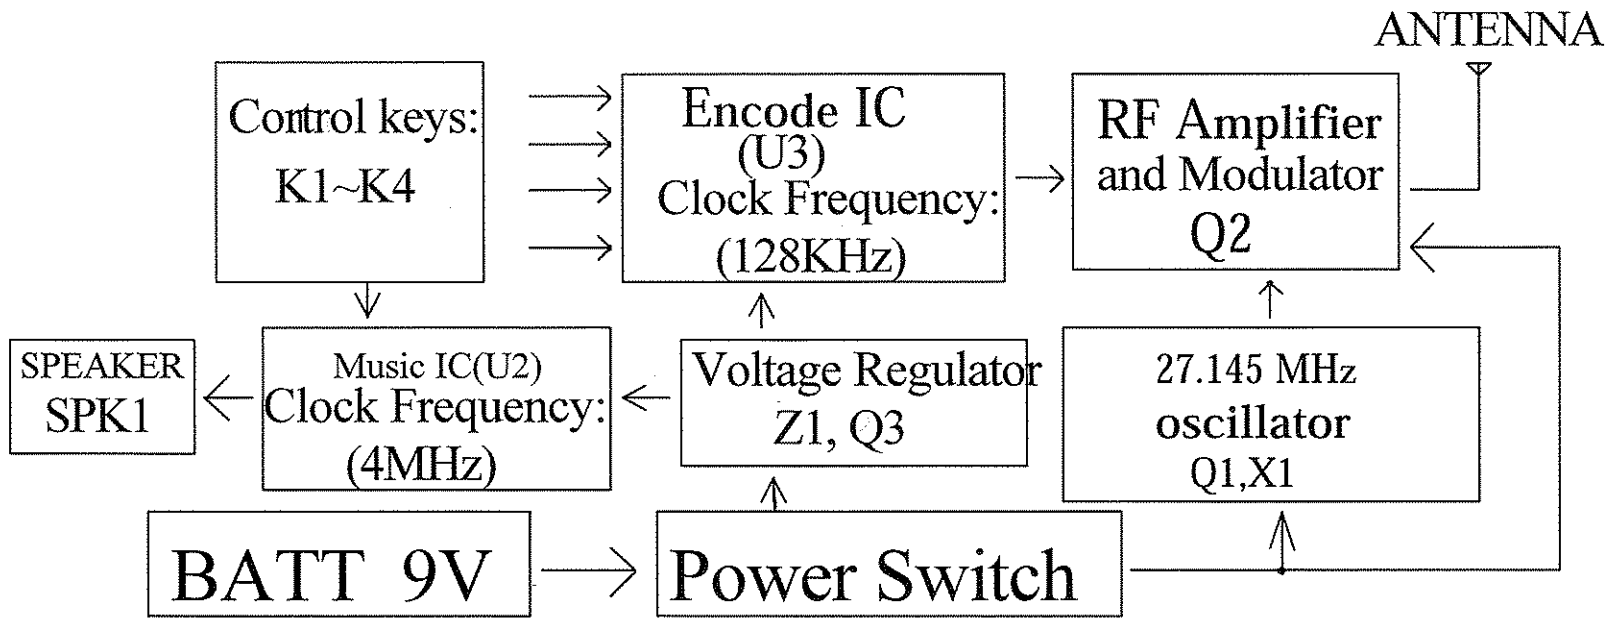 ANTENNA
Control keys:
K1~K4
Encode IC
(U3)
Clock Frequency:
(128KHz)
RF Amplifier
and Modulator
Q2
SPEAKER
SPK1
Music IC(U2)
Clock Frequency:
(4MHz)
Voltage Regulator
Z1, Q3
27.145 MHz
oscillator
Q1,X1
BATT 9V
Power Switch